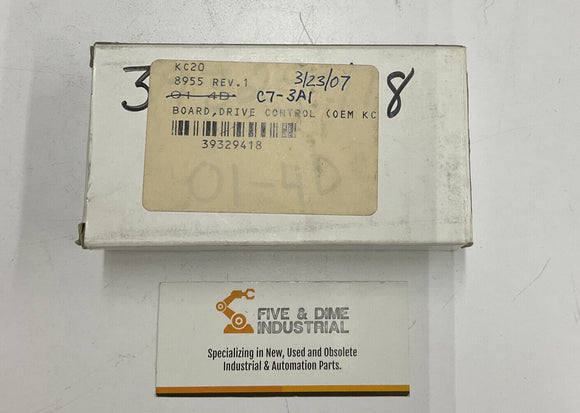 3 8
KC20
8955 REV.1 3/23/07
01-4D C7-3A1
BOARD,DRIVE CONTROL (OEM KC
39329418
01-4D
FIVE & DIME
INDUSTRIAL
Specializing in New, Used and Obsolete
Industrial & Automation Parts.